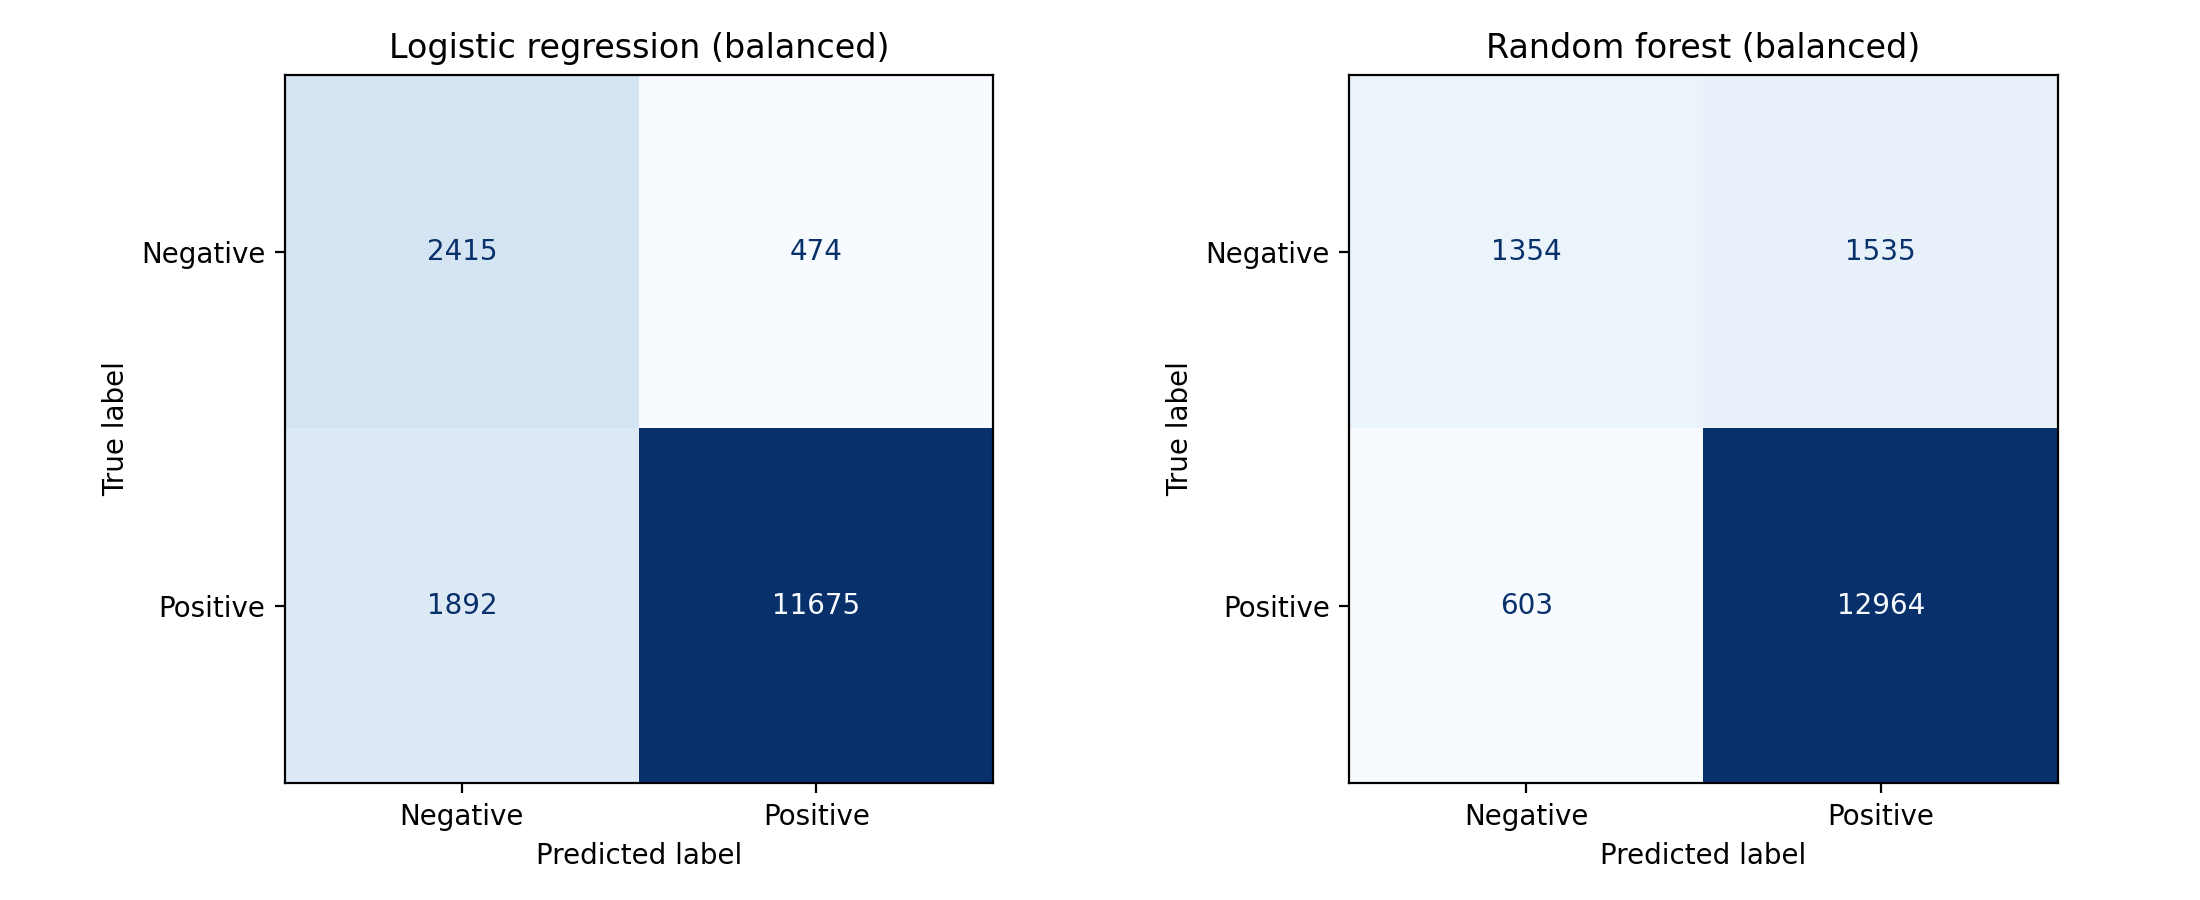 Logistic regression (balanced)
Negative
2415
474
True label
Positive
1892
11675
Negative
Positive
Predicted label
Random forest (balanced)
Negative
1354
1535
True label
Positive
603
12964
Negative
Positive
Predicted label